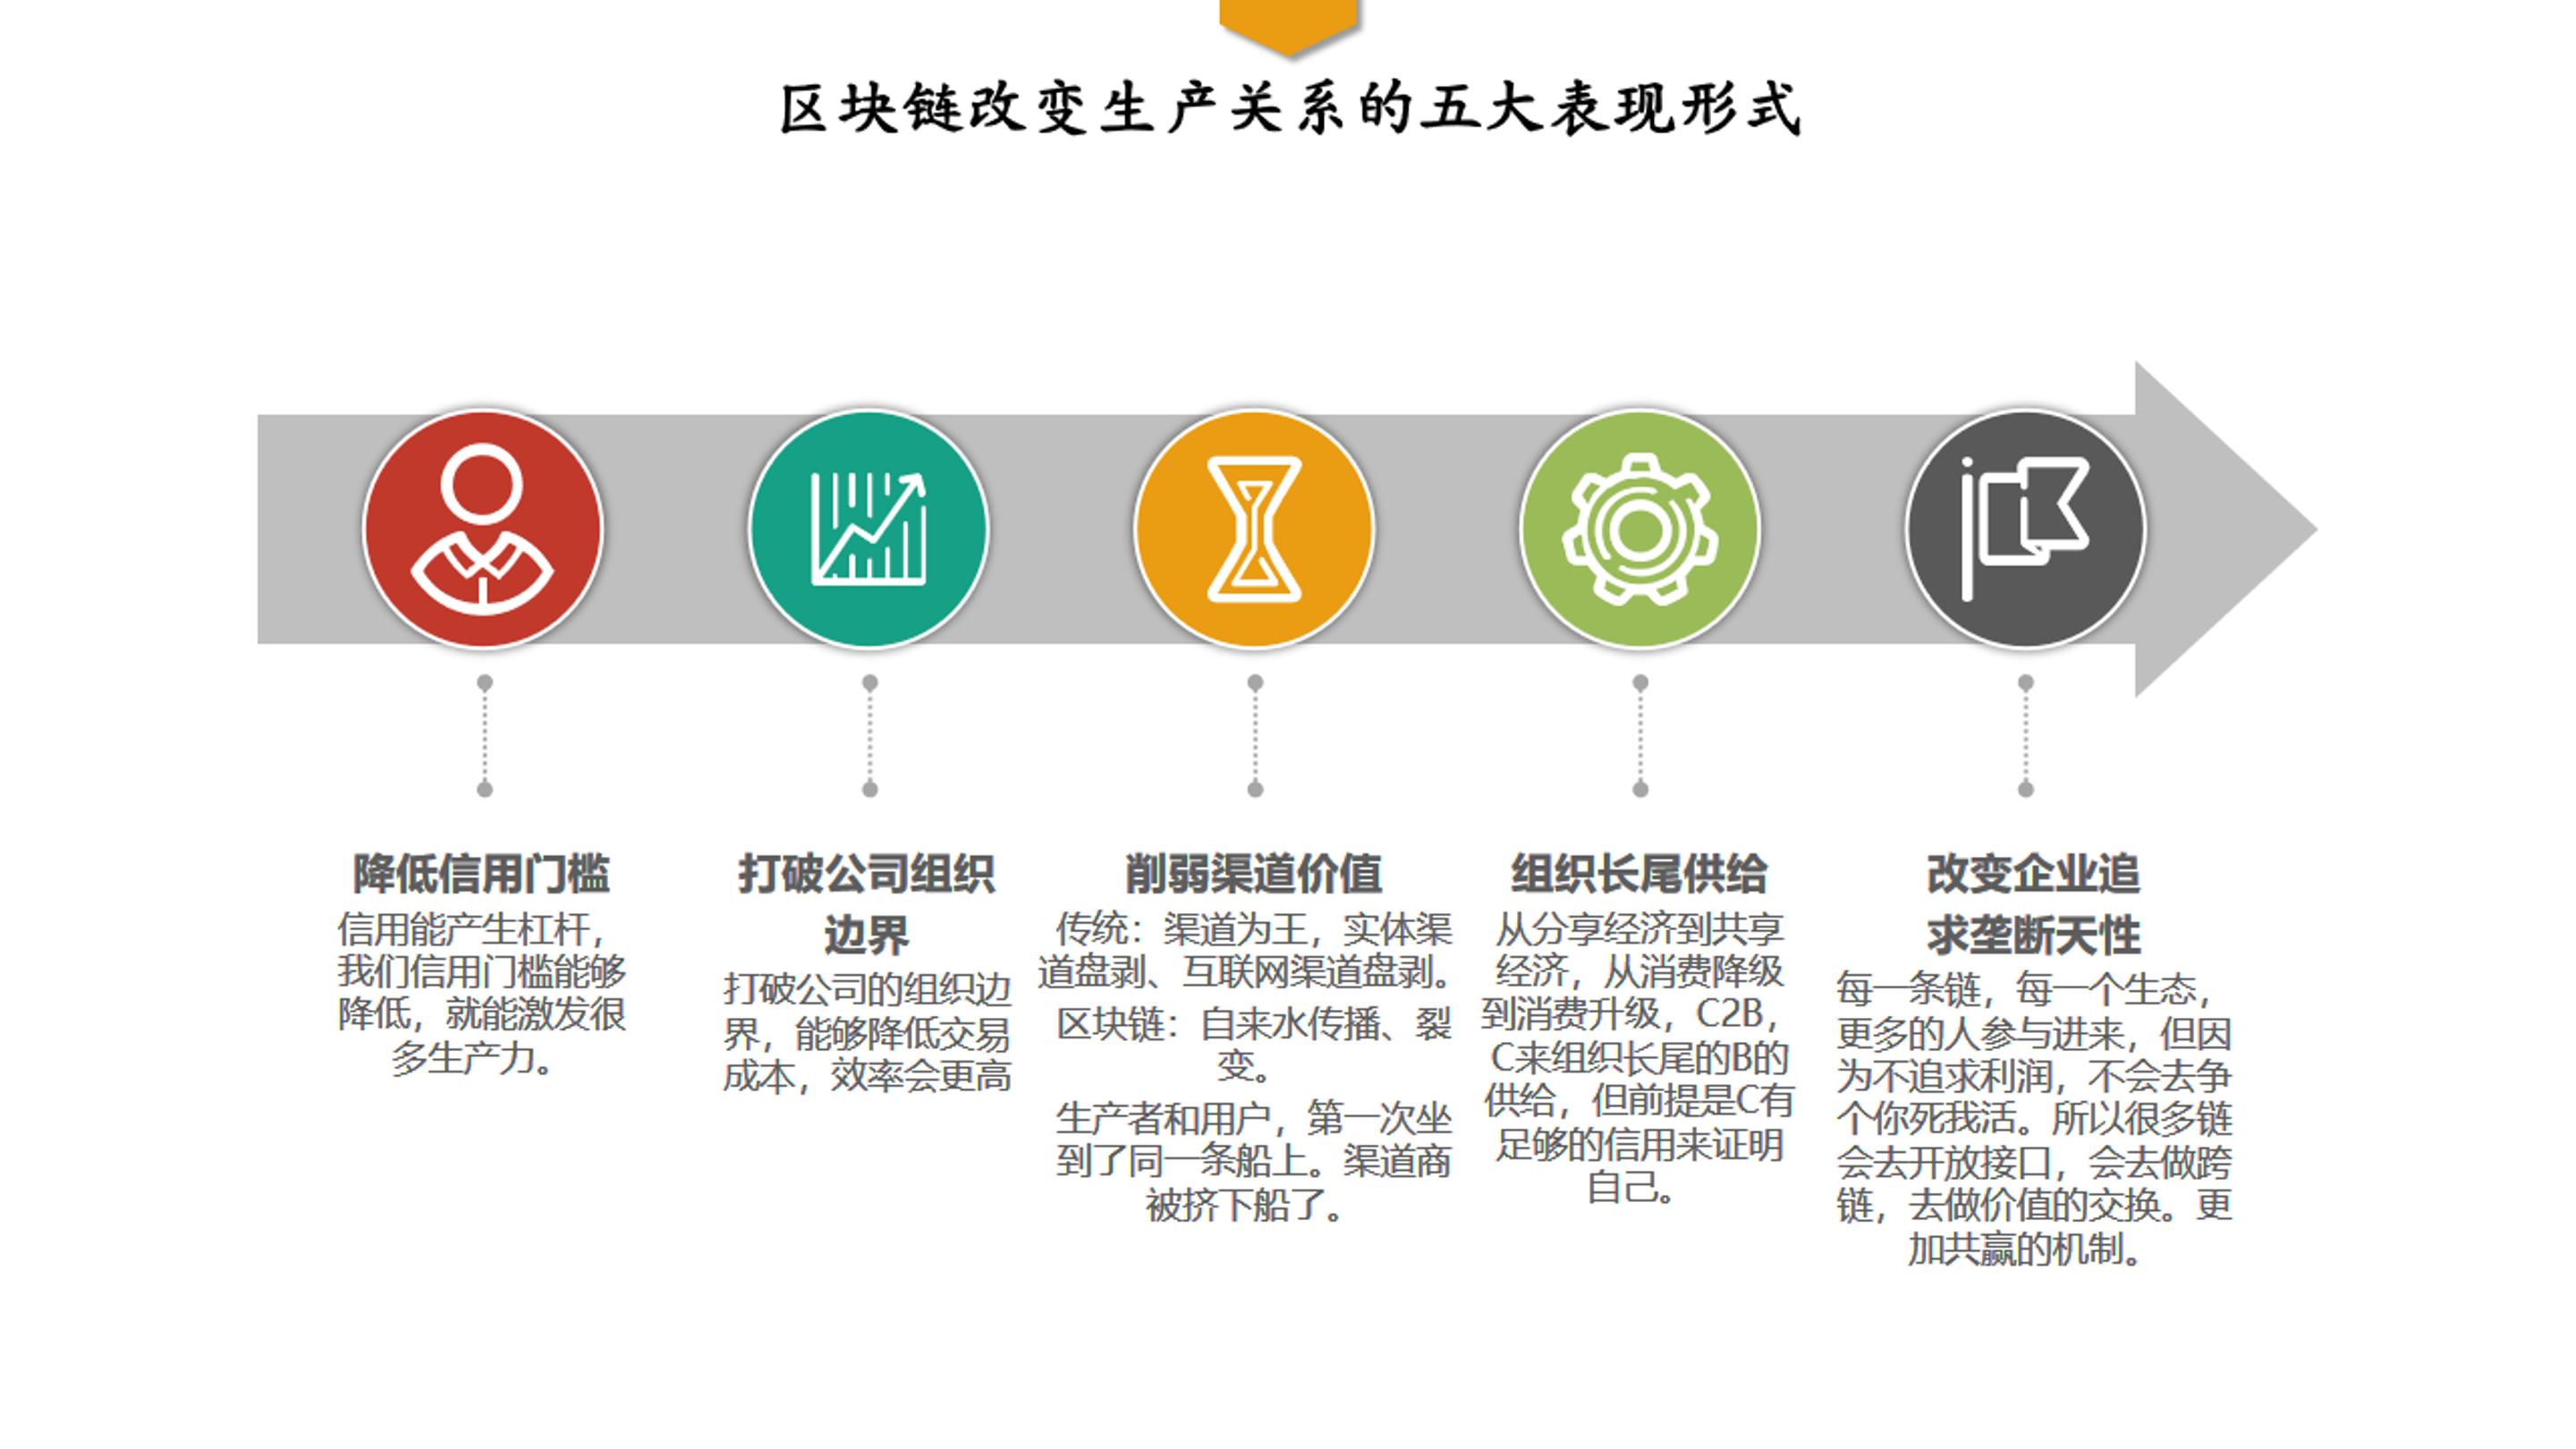 区块链改变生产关系的五大表现形式
降低信用门槛
信用能产生杠杆，
我们信用门槛能够
降低，就能激发很
多生产力。
打破公司组织
边界
打破公司的组织边
界，能够降低交易
成本，效率会更高
削弱渠道价值
传统：渠道为王，实体渠
道盘剥、互联网渠道盘剥。
区块链：自来水传播、裂
变。
生产者和用户，第一次坐
到了同一条船上。渠道商
被挤下船了。
组织长尾供给
从分享经济到共享
经济，从消费降级
到消费升级，C2B，
C来组织长尾的B的
供给，但前提是C有
足够的信用来证明
自己。
改变企业追
求垄断天性
每一条链，每一个生态，
更多的人参与进来，但因
为不追求利润，不会去争
个你死我活。所以很多链
会去开放接口，会去做跨
链，去做价值的交换。更
加共赢的机制。